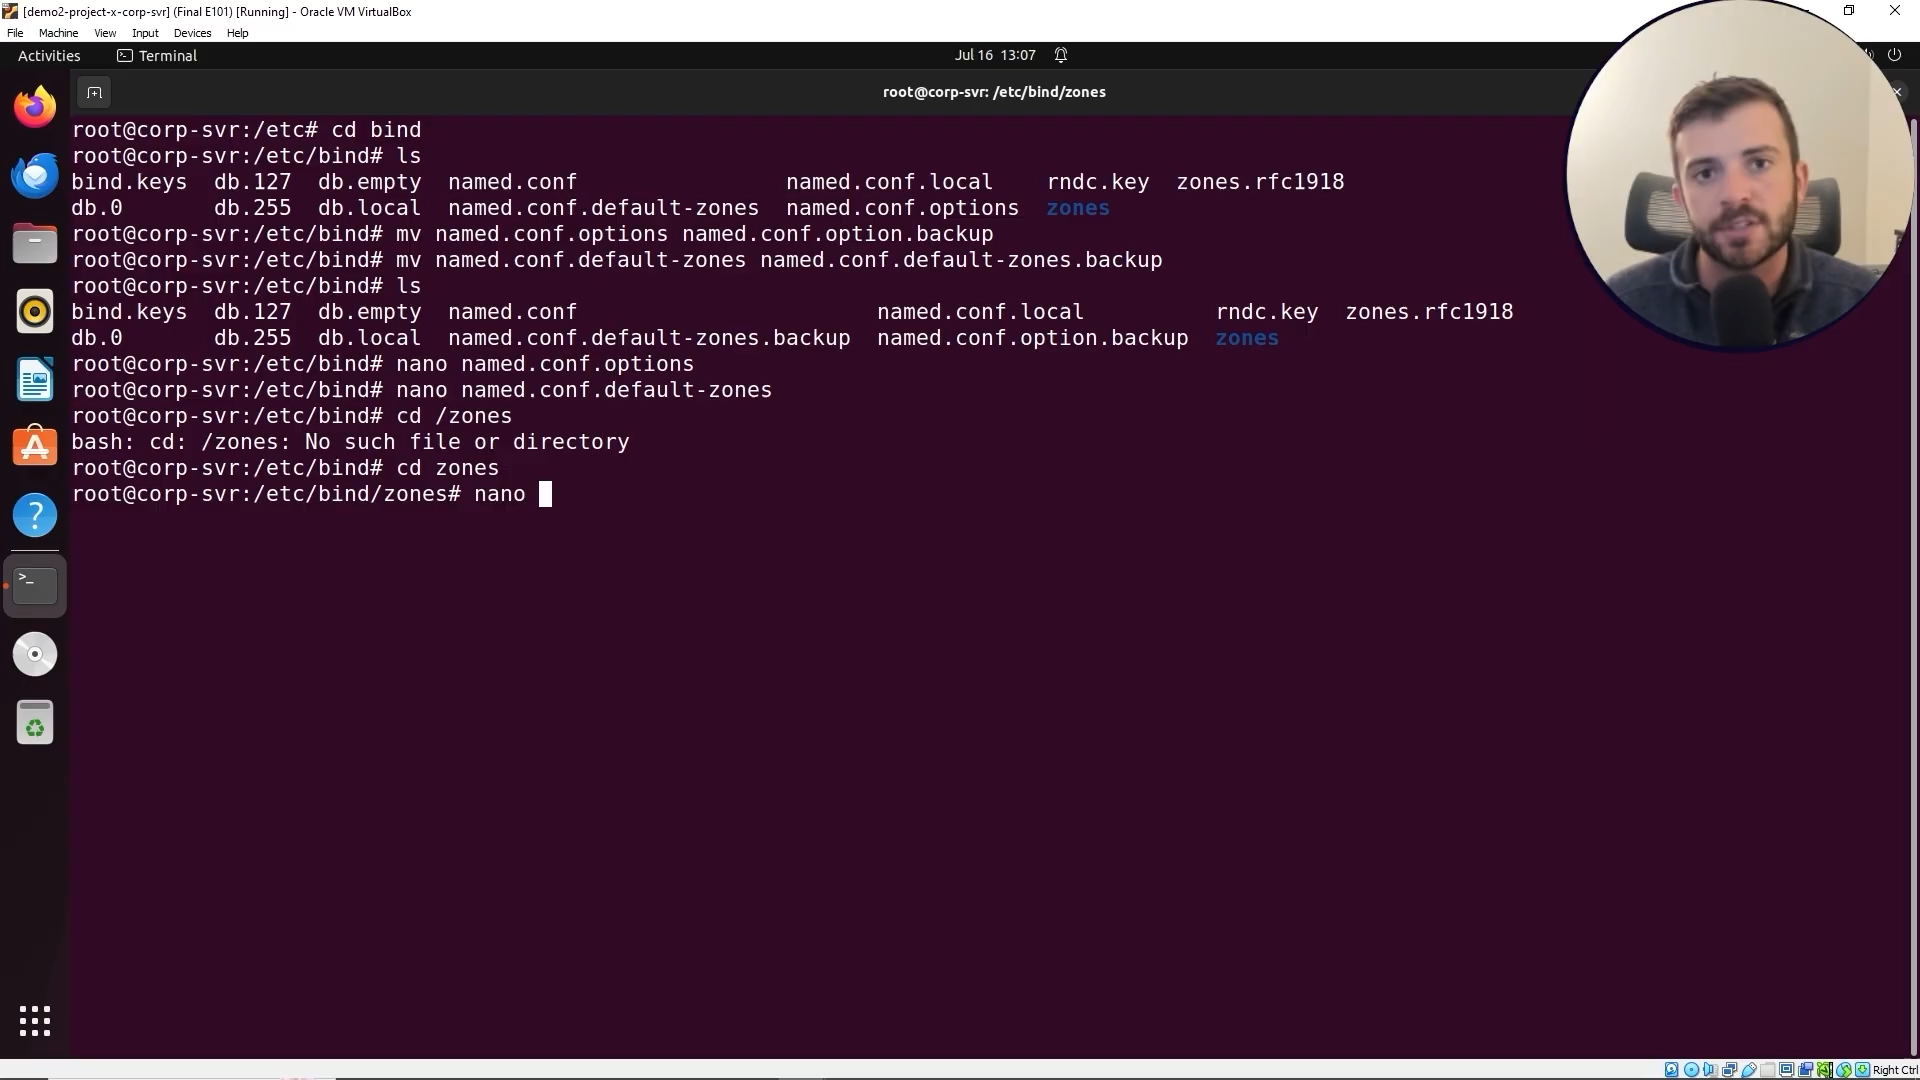 [demo2-project-x-corp-svr] (Final E101) [Running] - Oracle VM VirtualBox
File Machine View Input Devices Help
Activities Terminal Jul 16 13:07
root@corp-svr: /etc/bind/zones
root@corp-svr:/etc# cd bind
root@corp-svr:/etc/bind# ls
bind.keys db.127 db.empty named.conf named.conf.local rndc.key zones.rfc1918
db.0 db.255 db.local named.conf.default-zones named.conf.options zones
root@corp-svr:/etc/bind# mv named.conf.options named.conf.option.backup
root@corp-svr:/etc/bind# mv named.conf.default-zones named.conf.default-zones.backup
root@corp-svr:/etc/bind# ls
bind.keys db.127 db.empty named.conf named.conf.local rndc.key zones.rfc1918
db.0 db.255 db.local named.conf.default-zones.backup named.conf.option.backup zones
root@corp-svr:/etc/bind# nano named.conf.options
root@corp-svr:/etc/bind# nano named.conf.default-zones
root@corp-svr:/etc/bind# cd /zones
bash: cd: /zones: No such file or directory
root@corp-svr:/etc/bind# cd zones
root@corp-svr:/etc/bind/zones# nano
Right Ctrl